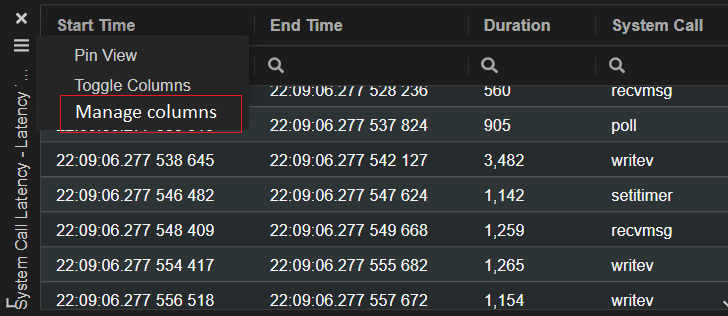 Start Time End Time Duration System Call
Pin View
Toggle Columns
Manage columns
22:09:06.277 528 236 560 recvmsg
22:09:06.277 537 824 905 poll
22:09:06.277 538 645 22:09:06.277 542 127 3,482 writev
22:09:06.277 546 482 22:09:06.277 547 624 1,142 setitimer
22:09:06.277 548 409 22:09:06.277 549 668 1,259 recvmsg
22:09:06.277 554 417 22:09:06.277 555 682 1,265 writev
22:09:06.277 556 518 22:09:06.277 557 672 1,154 writev
System Call Latency - Latency ...